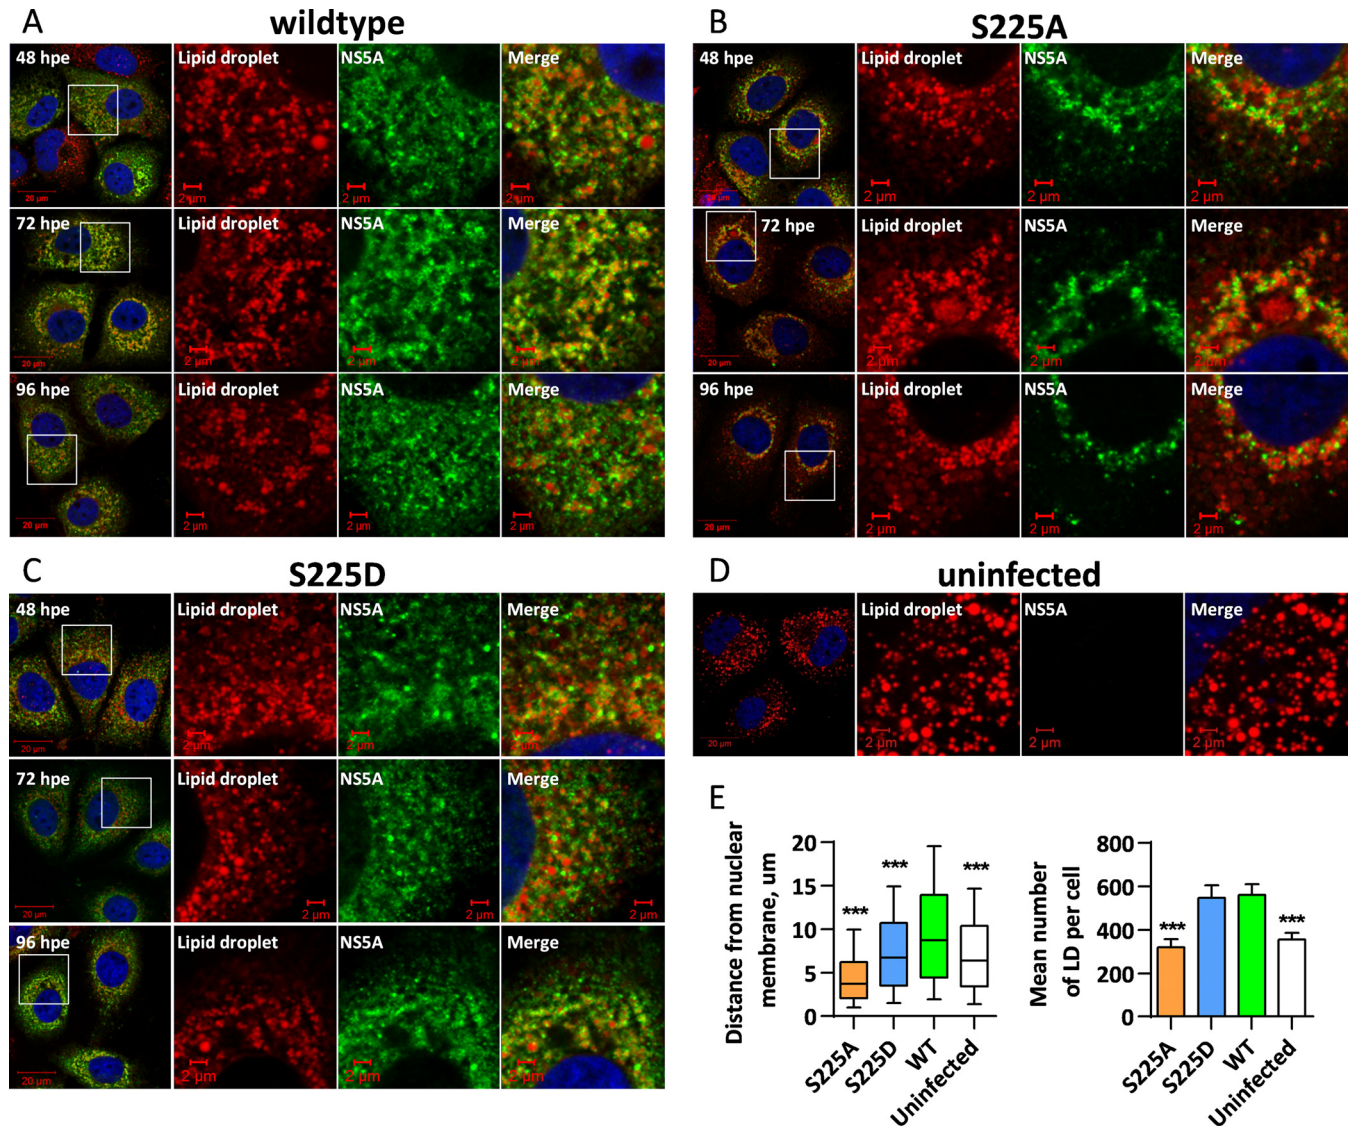 A
wildtype
48 hpe
Lipid droplet
NS5A
Merge
20 μm
2 μm
2 μm
2 μm
72 hpe
20 μm
2 μm
2 μm
2 μm
96 hpe
20 μm
2 μm
2 μm
2 μm
B
S225A
48 hpe
Lipid droplet
NS5A
Merge
20 μm
2 μm
2 μm
2 μm
72 hpe
Lipid droplet
NS5A
Merge
20 μm
2 μm
2 μm
2 μm
96 hpe
Lipid droplet
NS5A
Merge
20 μm
2 μm
2 μm
2 μm
C
S225D
48 hpe
Lipid droplet
NS5A
Merge
20 μm
2 μm
2 μm
2 μm
72 hpe
Lipid droplet
NS5A
Merge
20 μm
2 μm
2 μm
2 μm
96 hpe
Lipid droplet
NS5A
Merge
20 μm
2 μm
2 μm
2 μm
D
uninfected
Lipid droplet
NS5A
Merge
20 μm
2 μm
2 μm
2 μm
E
Distance from nuclear
membrane, um
20
15
10
5
0
***
***
***
S225A
S225D
WT
Uninfected
Mean number
of LD per cell
800
600
400
200
0
***
***
S225A
S225D
WT
Uninfected